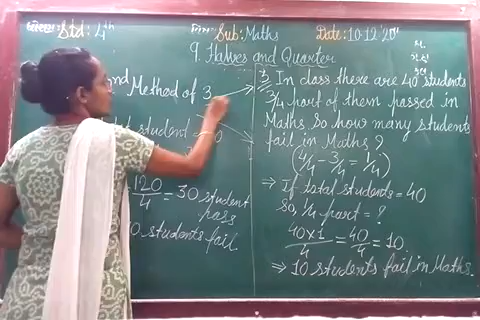 Std: 4th
Sub: Maths
Date: 10.12.20
9. Halves and Quarter
nd Method of 3
student = 0
120/4 = 30 student
pass
0 students fail
In class there are 40 students
3/4 part of them passed in
Maths. So how many students
fail in Maths?
(4/4 - 3/4 = 1/4)
⇒ If total students = 40
So, 1/4 part = ?
40×1/4 = 40/4 = 10.
⇒ 10 students fail in Maths.